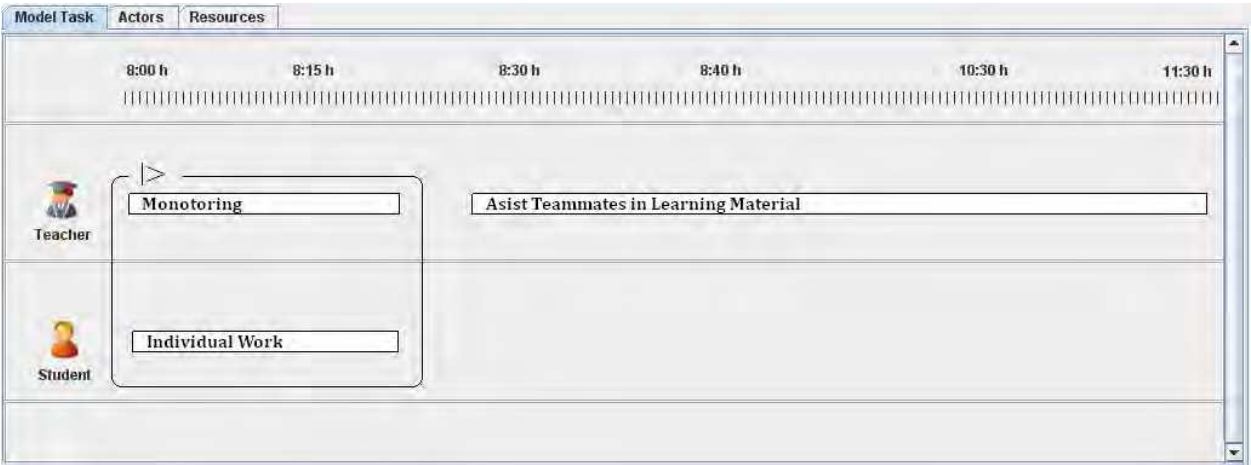 Model Task Actors Resources
8:00 h 8:15 h 8:30 h 8:40 h 10:30 h 11:30 h
Monotoring Asist Teammates in Learning Material
Teacher
Individual Work
Student